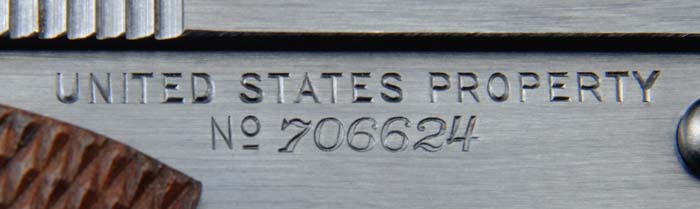 UNITED STATES PROPERTY
Nº 706624